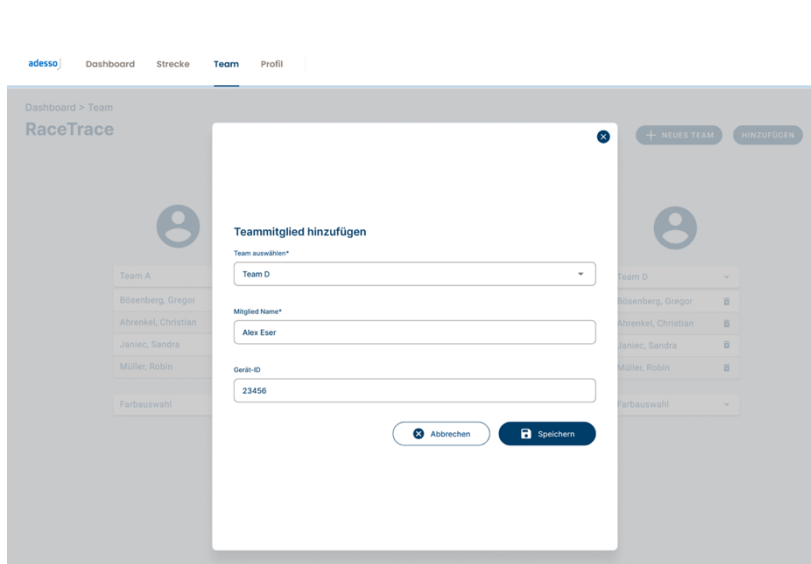 adesso
Dashboard Strecke Team Profil
Dashboard > Team
RaceTrace
NEUES TEAM
HINZUFÜGEN
Team A
Bösenberg, Gregor
Ahrenkel, Christian
Janiec, Sandra
Müller, Robin
Farbauswahl
Teammitglied hinzufügen
Team auswählen*
Team D
Mitglied Name*
Alex Eser
Gerät-ID
23456
Abbrechen
Speichern
Team D
Bösenberg, Gregor
Ahrenkel, Christian
Janiec, Sandra
Müller, Robin
Farbauswahl